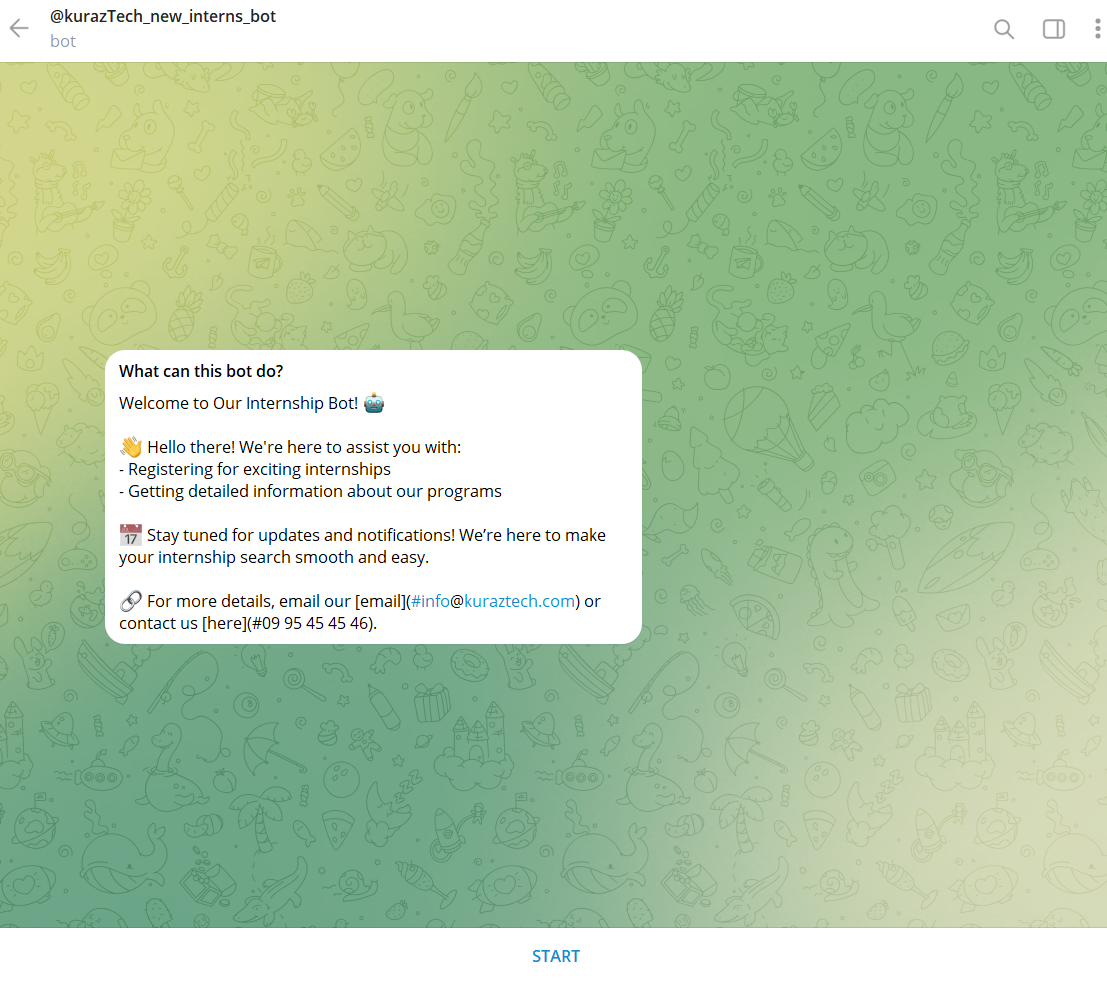 @kurazTech_new_interns_bot
bot
What can this bot do?
Welcome to Our Internship Bot! 🤖
👋 Hello there! We're here to assist you with:
- Registering for exciting internships
- Getting detailed information about our programs
📅 Stay tuned for updates and notifications! We’re here to make
your internship search smooth and easy.
🔗 For more details, email our [email](#info@kuraztech.com) or
contact us [here](#09 95 45 45 46).
START